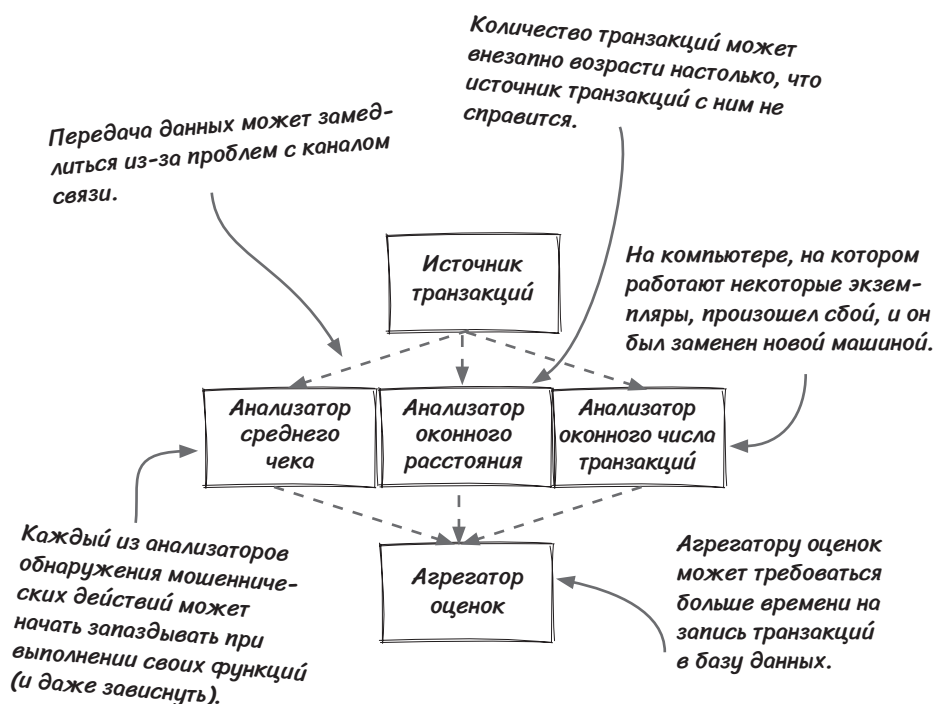 Количество транзакций может
внезапно возрасти настолько, что
источник транзакций с ним не
справится.
Передача данных может замед-
литься из-за проблем с каналом
связи.
Источник
транзакций
На компьютере, на котором
работают некоторые экзем-
пляры, произошел сбой, и он
был заменен новой машиной.
Анализатор
среднего
чека
Анализатор
оконного
расстояния
Анализатор
оконного числа
транзакций
Каждый из анализаторов
обнаружения мошенниче-
ских действий может
начать запаздывать при
выполнении своих функций
(и даже зависнуть).
Агрегатор
оценок
Агрегатору оценок
может требоваться
больше времени на
запись транзакций
в базу данных.